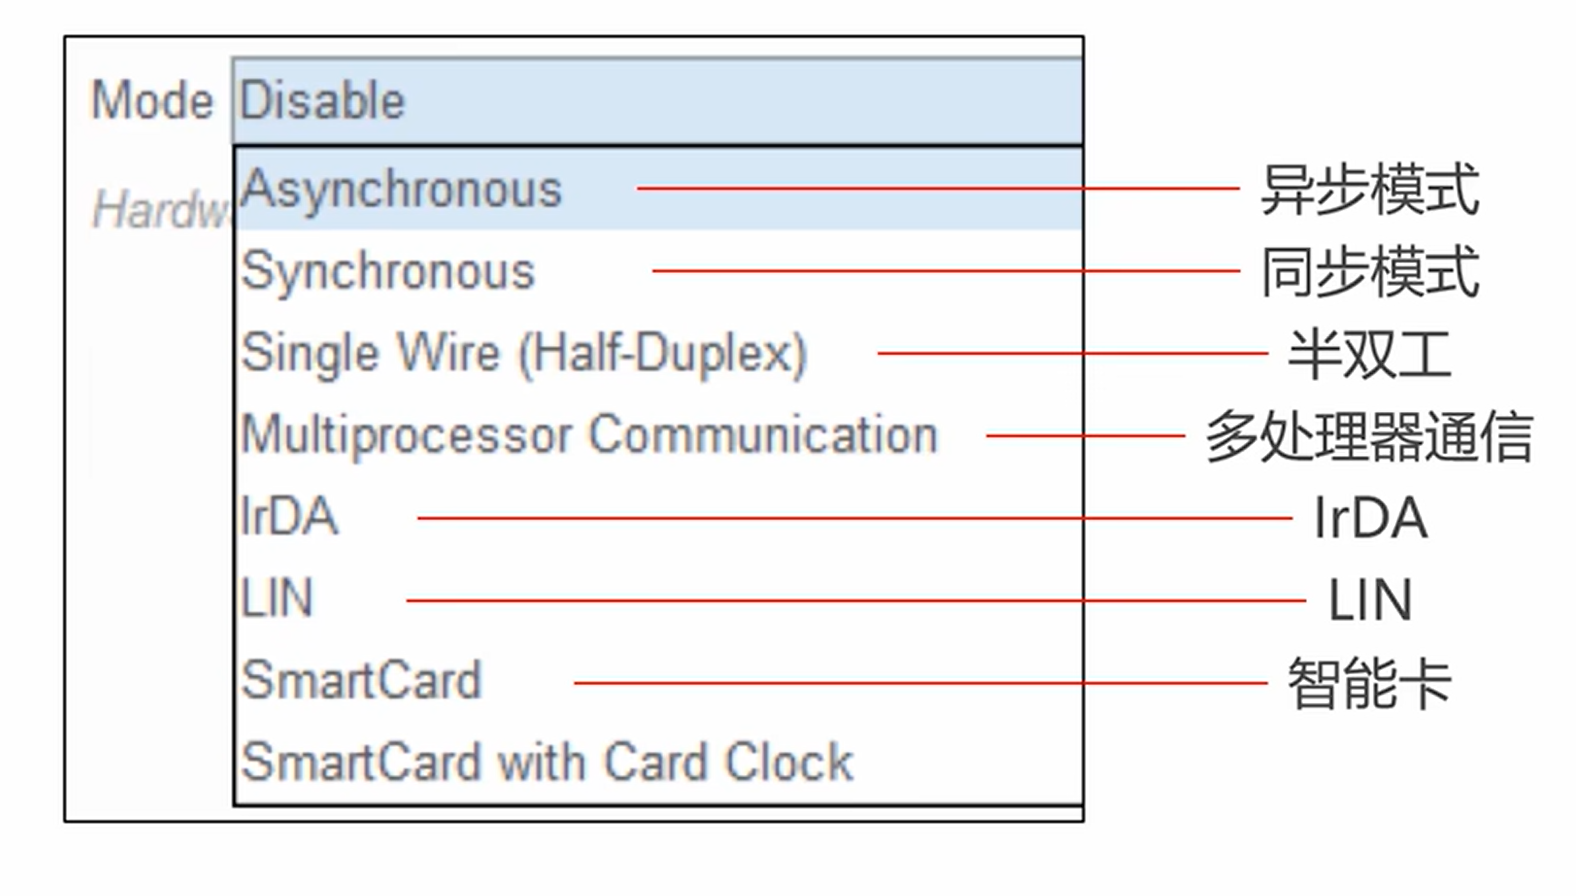 Mode Disable
Asynchronous 异步模式
Hardw
Synchronous 同步模式
Single Wire (Half-Duplex) 半双工
Multiprocessor Communication 多处理器通信
IrDA IrDA
LIN LIN
SmartCard 智能卡
SmartCard with Card Clock